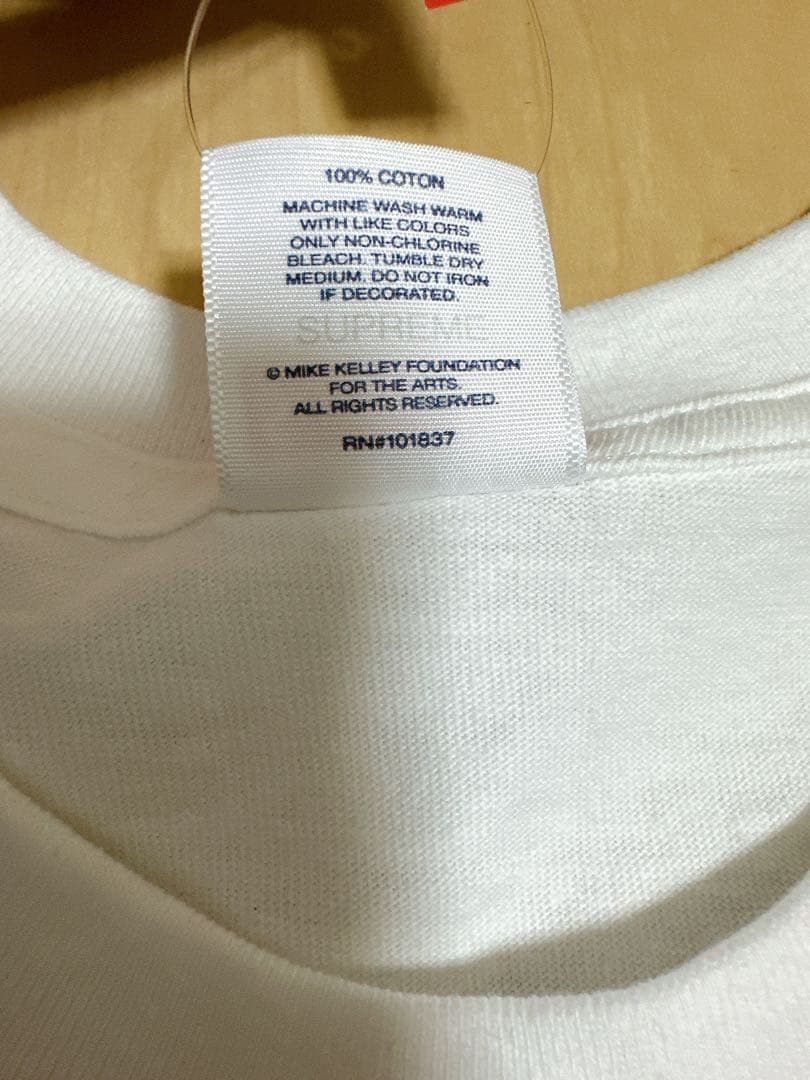 100% COTON
MACHINE WASH WARM
WITH LIKE COLORS
ONLY NON-CHLORINE
BLEACH. TUMBLE DRY
MEDIUM. DO NOT IRON
IF DECORATED.
SUPREME
© MIKE KELLEY FOUNDATION
FOR THE ARTS.
ALL RIGHTS RESERVED.
RN#101837